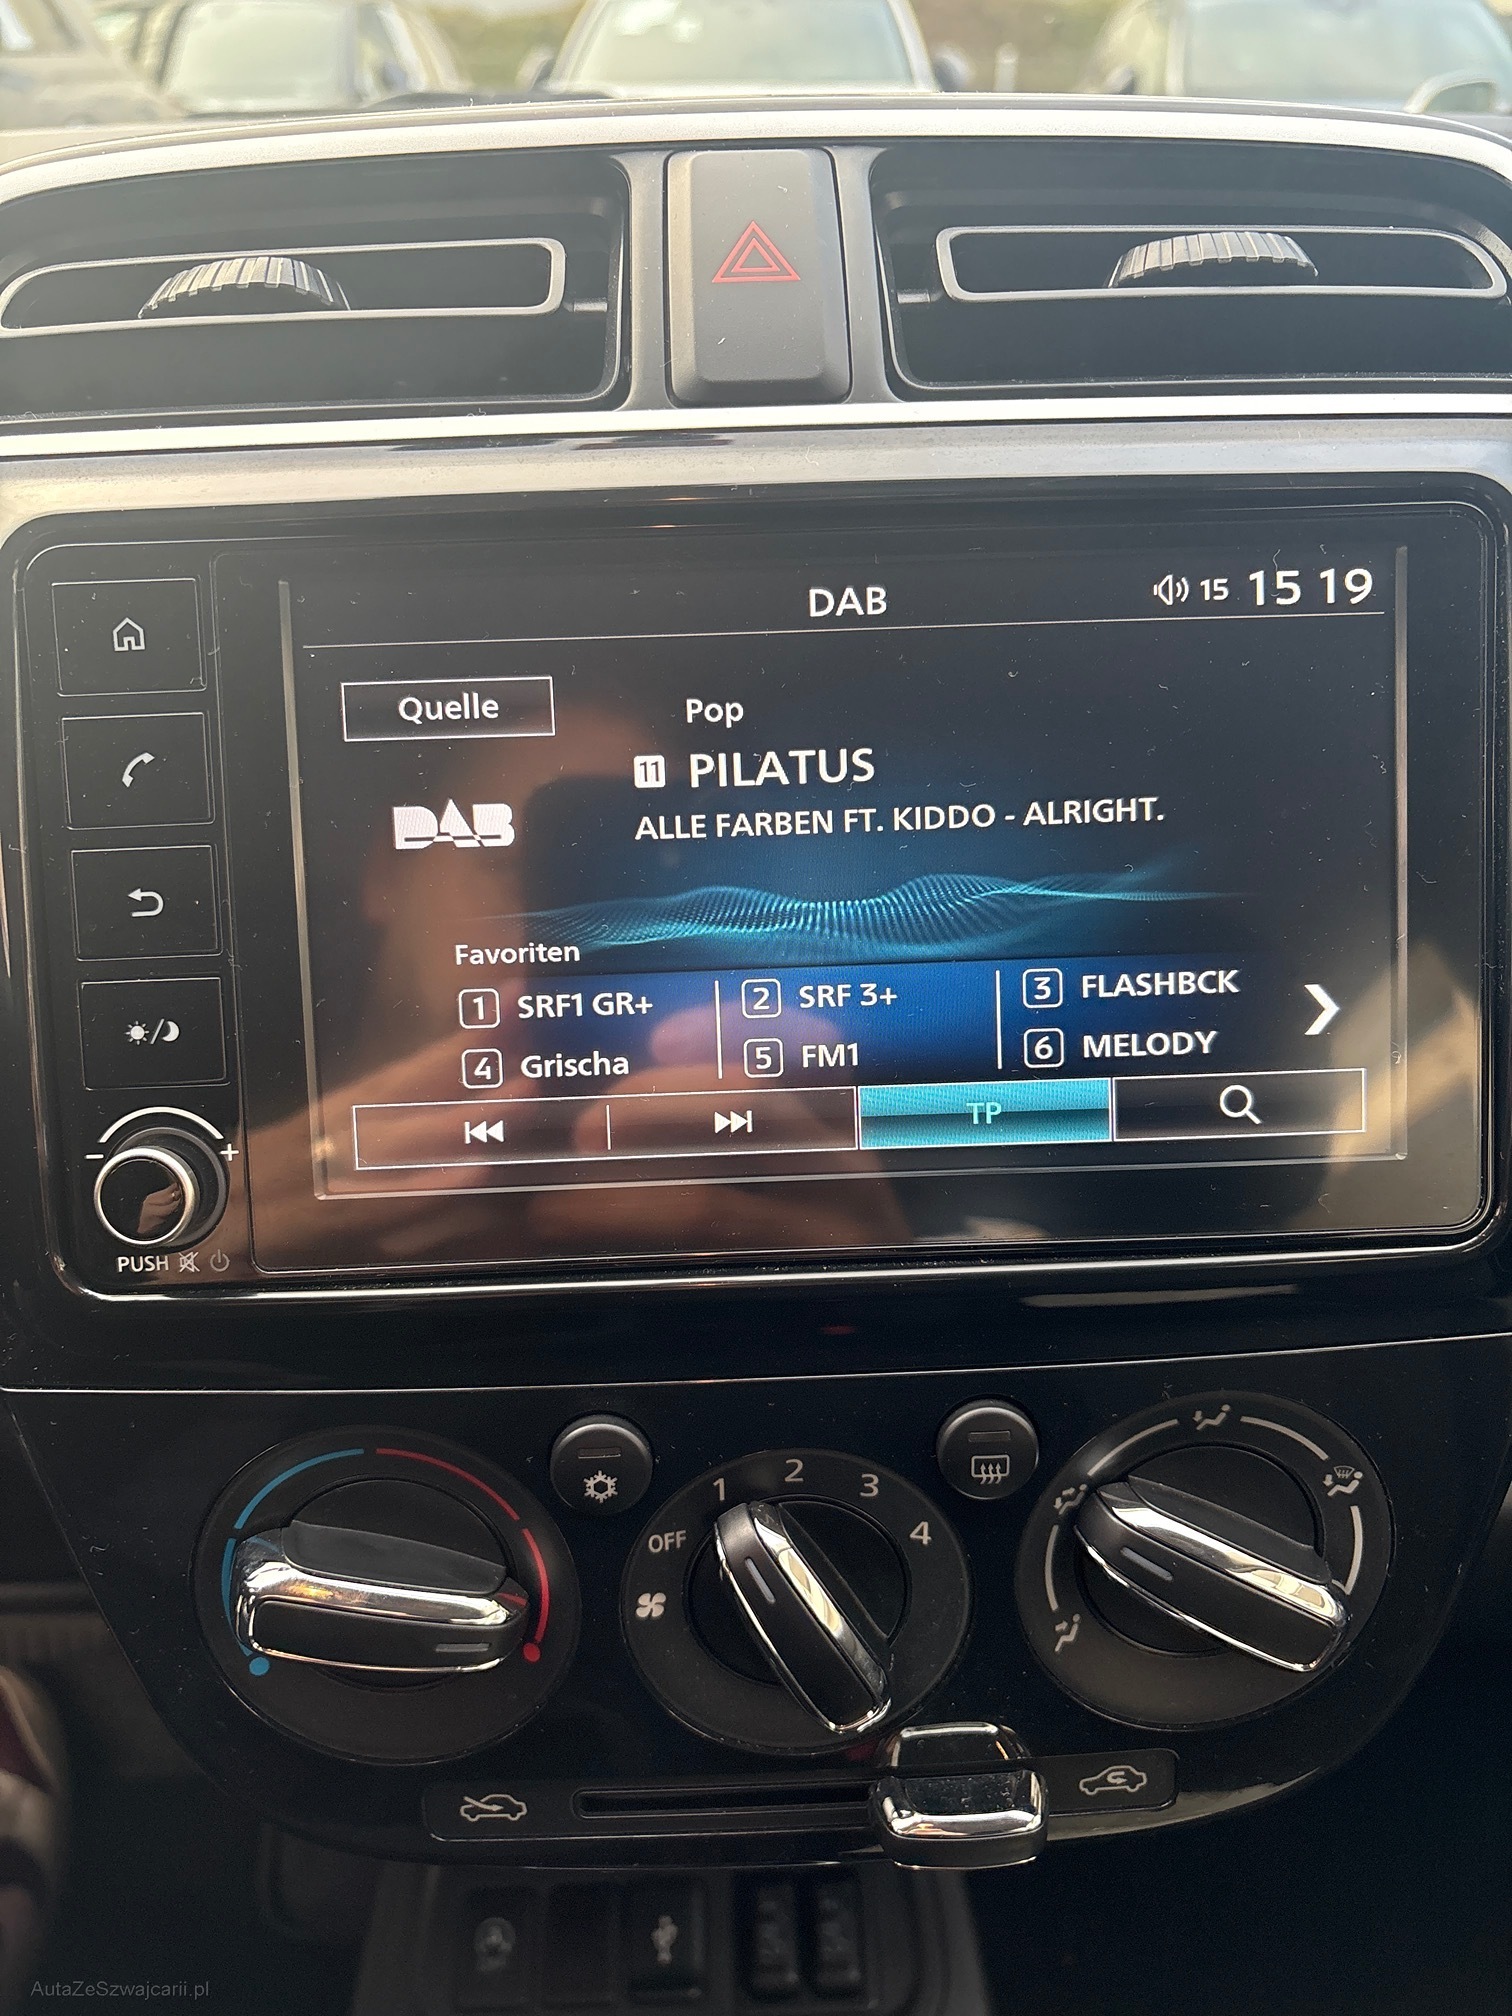 DAB
15 15 19
Quelle
Pop
11 PILATUS
DAB
ALLE FARBEN FT. KIDDO - ALRIGHT.
Favoriten
1 SRF1 GR+ 2 SRF 3+ 3 FLASHBCK
4 Grischa 5 FM1 6 MELODY
TP
- +
PUSH
OFF 1 2 3 4
AutaZeSzwajcarii.pl